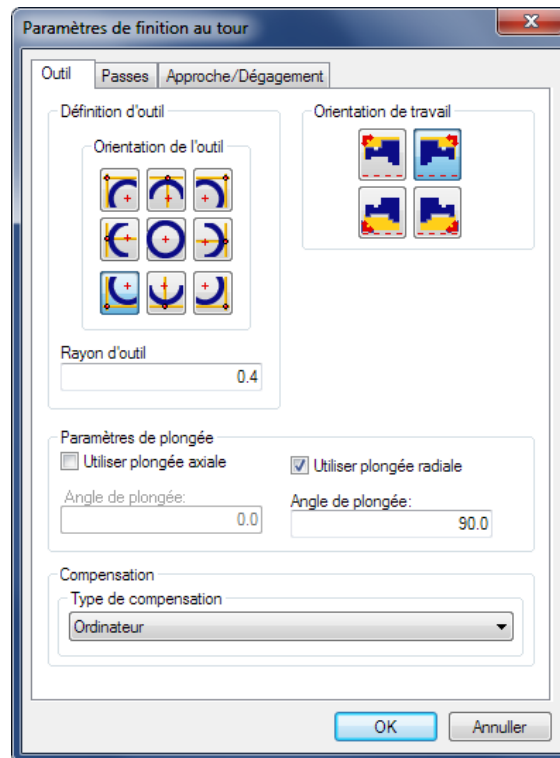 Paramètres de finition au tour
Outil Passes Approche/Dégagement
Définition d'outil
Orientation de travail
Orientation de l'outil
Rayon d'outil
0.4
Paramètres de plongée
Utiliser plongée axiale
Utiliser plongée radiale
Angle de plongée:
0.0
Angle de plongée:
90.0
Compensation
Type de compensation
Ordinateur
OK Annuller